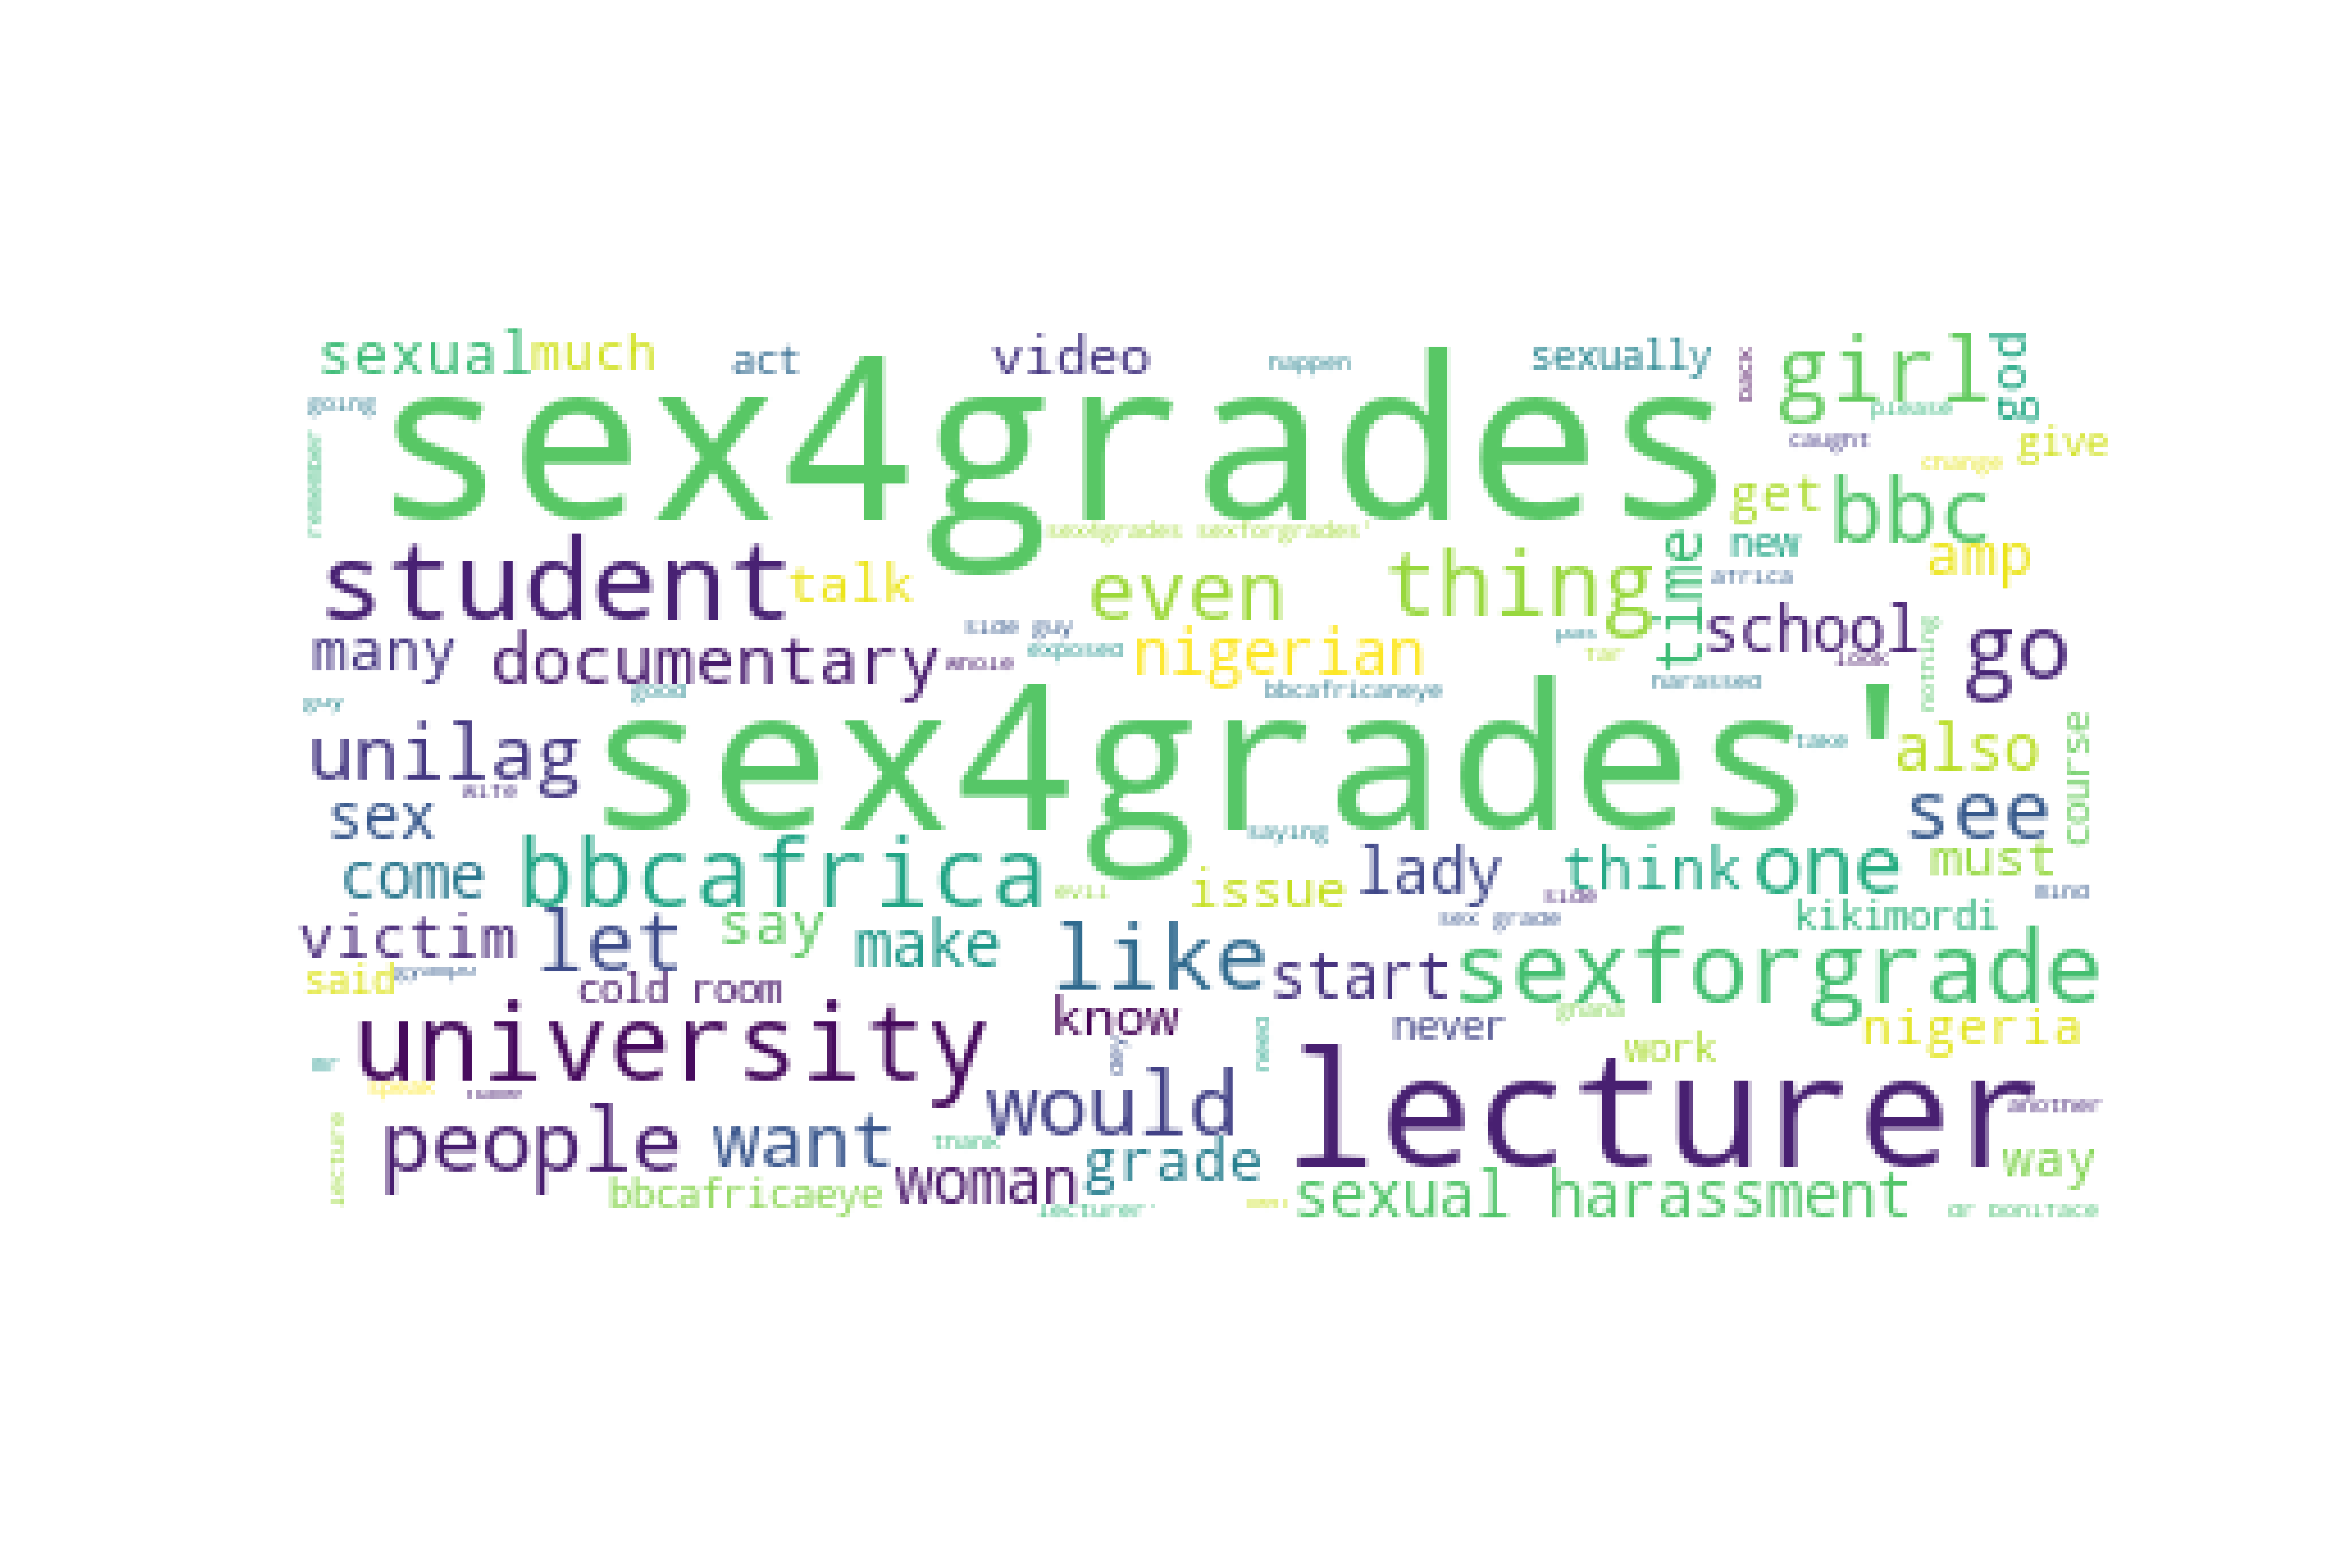 sexual much act video happen sexually back girl god
going sex4grades please
remember caught give
change
get bbc
sex4grades sexforgrades'
student talk even thing time new amp
africa
many documentary side guy exposed nigerian school go
whole look nothing
guy good bbcafricaneye harassed
unilag sex4grades' take also course
wife
sex see
saying
come bbcafrica evil issue lady think one must
side mind
victim let say make like sex grade kikimordi
said start sexforgrade
cold room
university know never ghana nigeria
work
mr lecturer
speak
people want would another
thank grade way
lecture bbcafricaeye woman sexual harassment
lecturer' dr boniface